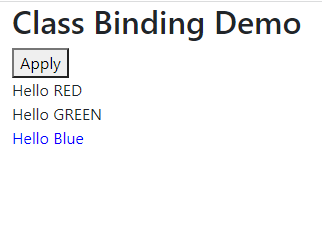 Class Binding Demo
Apply
Hello RED
Hello GREEN
Hello Blue